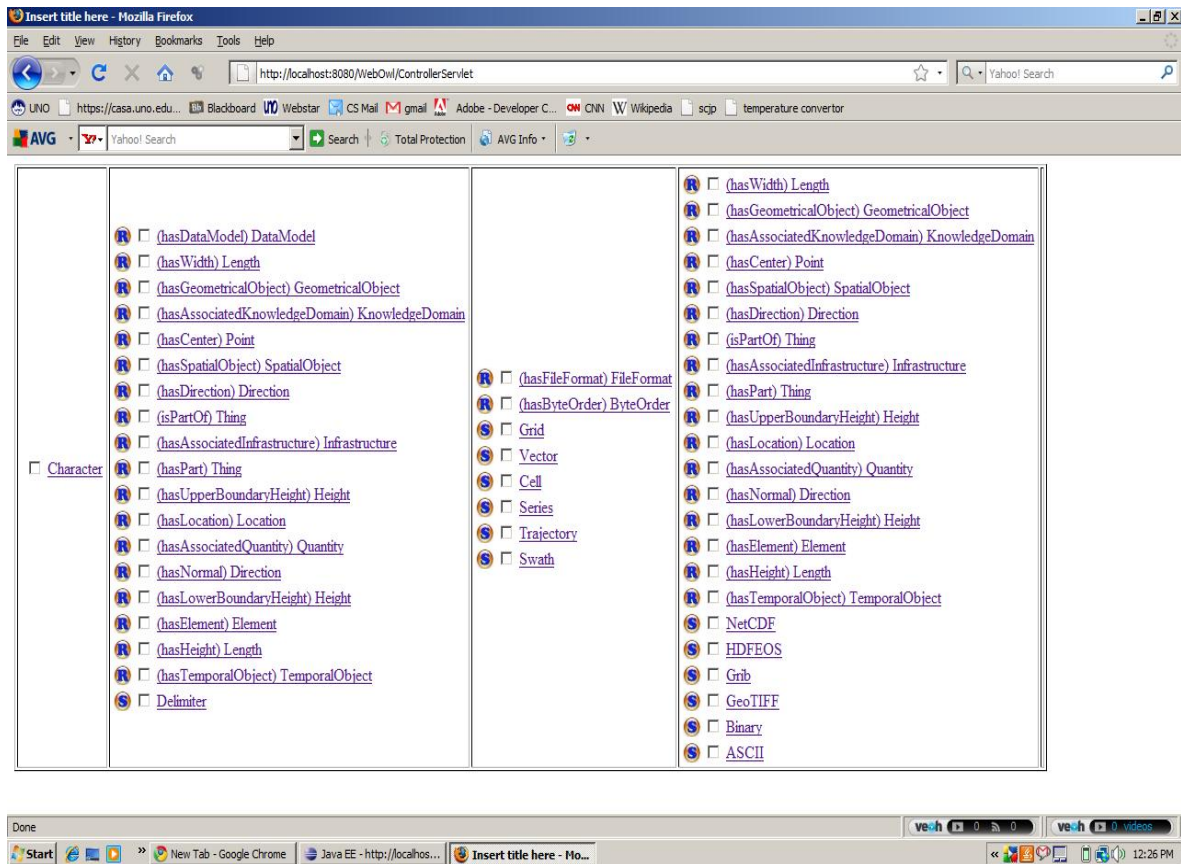 Insert title here - Mozilla Firefox
File Edit View History Bookmarks Tools Help
http://localhost:8080/WebOwl/ControllerServlet
Yahoo! Search
UNO https://casa.uno.edu... Blackboard UNO Webstar CS Mail gmail Adobe - Developer C... CNN Wikipedia scjp temperature convertor
AVG Yahoo! Search Search Total Protection AVG Info
Character
R (hasDataModel) DataModel
R (hasWidth) Length
R (hasGeometricalObject) GeometricalObject
R (hasAssociatedKnowledgeDomain) KnowledgeDomain
R (hasCenter) Point
R (hasSpatialObject) SpatialObject
R (hasDirection) Direction
R (isPartOf) Thing
R (hasAssociatedInfrastructure) Infrastructure
R (hasPart) Thing
R (hasUpperBoundaryHeight) Height
R (hasLocation) Location
R (hasAssociatedQuantity) Quantity
R (hasNormal) Direction
R (hasLowerBoundaryHeight) Height
R (hasElement) Element
R (hasHeight) Length
R (hasTemporalObject) TemporalObject
S Delimiter
R (hasFileFormat) FileFormat
R (hasByteOrder) ByteOrder
S Grid
S Vector
S Cell
S Series
S Trajectory
S Swath
R (hasWidth) Length
R (hasGeometricalObject) GeometricalObject
R (hasAssociatedKnowledgeDomain) KnowledgeDomain
R (hasCenter) Point
R (hasSpatialObject) SpatialObject
R (hasDirection) Direction
R (isPartOf) Thing
R (hasAssociatedInfrastructure) Infrastructure
R (hasPart) Thing
R (hasUpperBoundaryHeight) Height
R (hasLocation) Location
R (hasAssociatedQuantity) Quantity
R (hasNormal) Direction
R (hasLowerBoundaryHeight) Height
R (hasElement) Element
R (hasHeight) Length
R (hasTemporalObject) TemporalObject
S NetCDF
S HDFEOS
S Grib
S GeoTIFF
S Binary
S ASCII
Done
veoh 0 0 veoh 0 videos
Start » New Tab - Google Chrome Java EE - http://localhos... Insert title here - Mo... « 12:26 PM